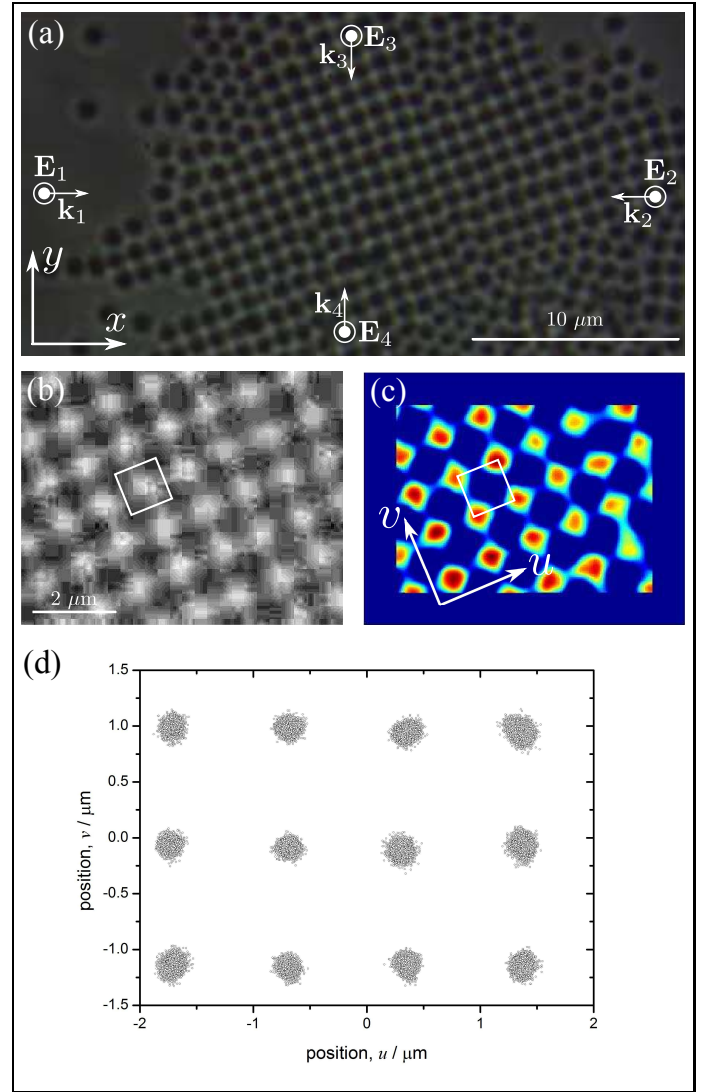 (a)
E3
k3
E1
k1
E2
k2
y
x
k4
E4
10 μm
(b)
2 μm
(c)
v
u
(d)
1.5
1.0
0.5
0.0
-0.5
-1.0
-1.5
position, v / μm
-2
-1
0
1
2
position, u / μm